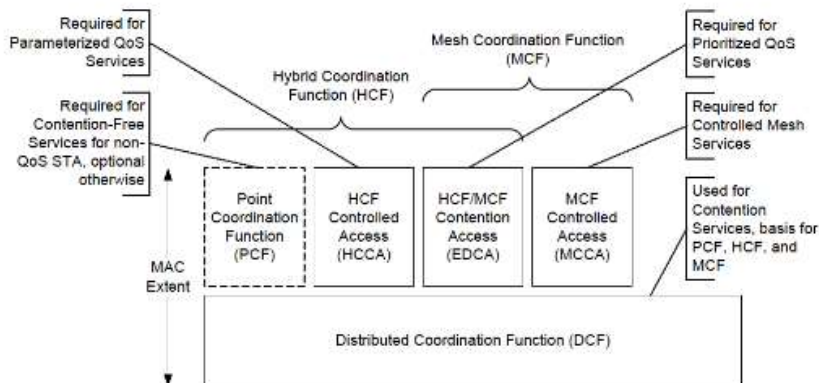 Required for
Parameterized QoS
Services
Mesh Coordination Function
(MCF)
Required for
Prioritized QoS
Services
Hybrid Coordination
Function (HCF)
Required for
Contention-Free
Services for non-
QoS STA, optional
otherwise
Required for
Controlled Mesh
Services
Point
Coordination
Function
(PCF)
HCF
Controlled
Access
(HCCA)
HCF/MCF
Contention
Access
(EDCA)
MCF
Controlled
Access
(MCCA)
Used for
Contention
Services, basis for
PCF, HCF, and
MCF
MAC
Extent
Distributed Coordination Function (DCF)